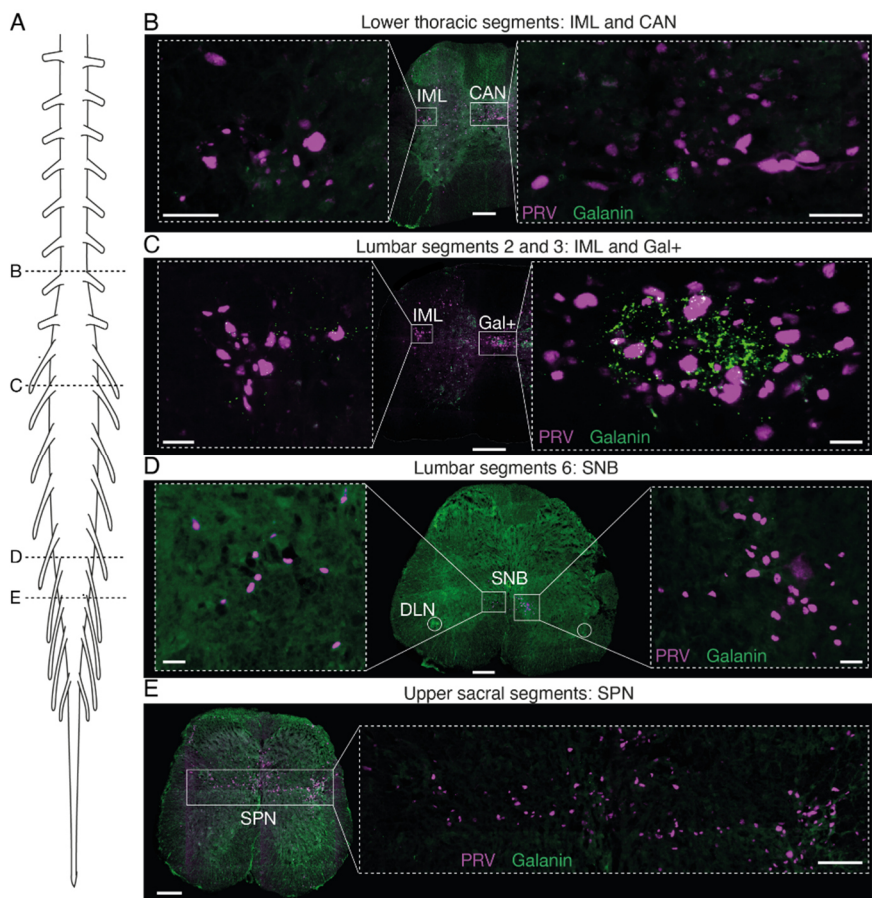 A
B
C
D
E
B
Lower thoracic segments: IML and CAN
IML
CAN
PRV Galanin
C
Lumbar segments 2 and 3: IML and Gal+
IML
Gal+
PRV Galanin
D
Lumbar segments 6: SNB
SNB
DLN
PRV Galanin
E
Upper sacral segments: SPN
SPN
PRV Galanin